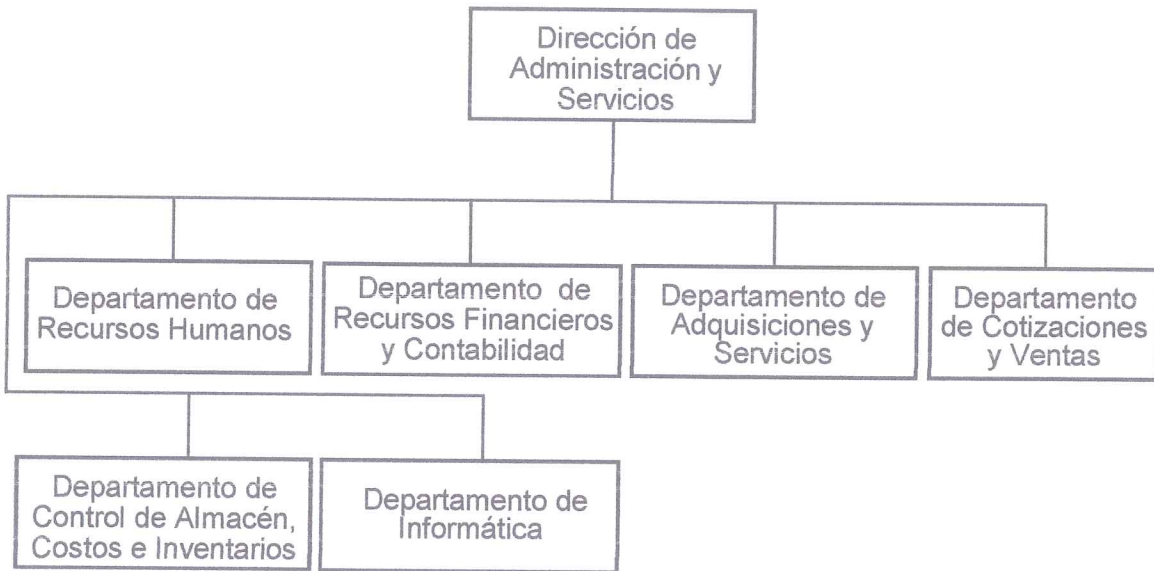 Dirección de
Administración y
Servicios
Departamento de
Recursos Humanos
Departamento de
Recursos Financieros
y Contabilidad
Departamento de
Adquisiciones y
Servicios
Departamento
de Cotizaciones
y Ventas
Departamento de
Control de Almacén,
Costos e Inventarios
Departamento de
Informática